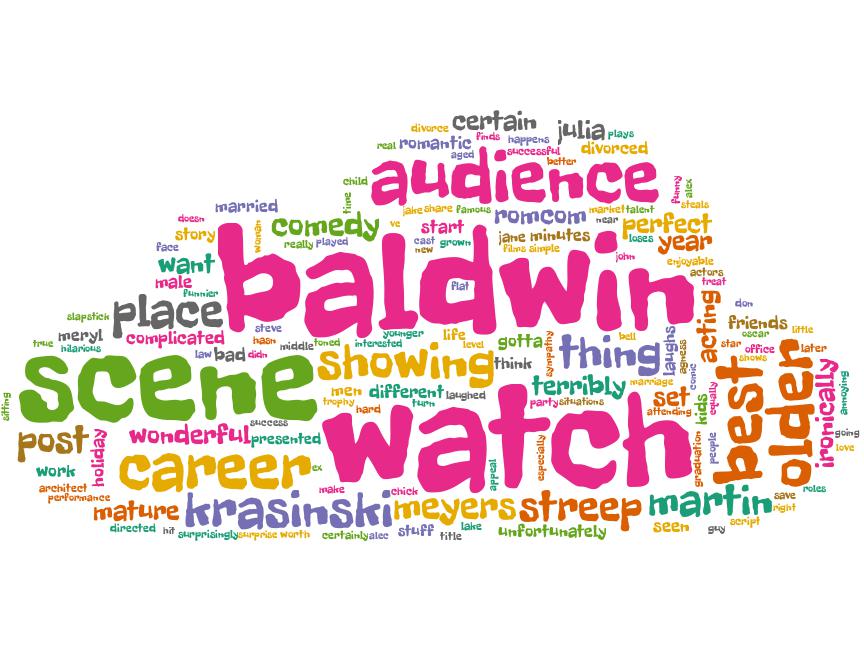 divorce certain julia plays
real romantic finds happens divorced
aged successful better
child audience funny alex
time steals
married jake share famous romcom market talent
doesn comedy ve start near perfect
story woman really played cast grown jane minutes loses year
face new films simple
want john enjoyable
male baldwin actors
funnier flat treat
place acting don
slapstick steve friends
meryl complicated younger life gotta bell laughs oscar little
true hasn toned interested level sympathy star
hilarious law bad didn middle thing agness office later
scene showing think comic shows
men different laughed terribly marriage best older annoying
sitting trophy turn party situations set kids equally ironically
hard watch attending
post success going
holiday wonderful presented especially people love
work career ex appeal graduation
architect make chick roles
performance krasinski meyers streep martin save
mature right
directed hit surprisingly surprise worth certainly alec stuff lake unfortunately seen guy script
title